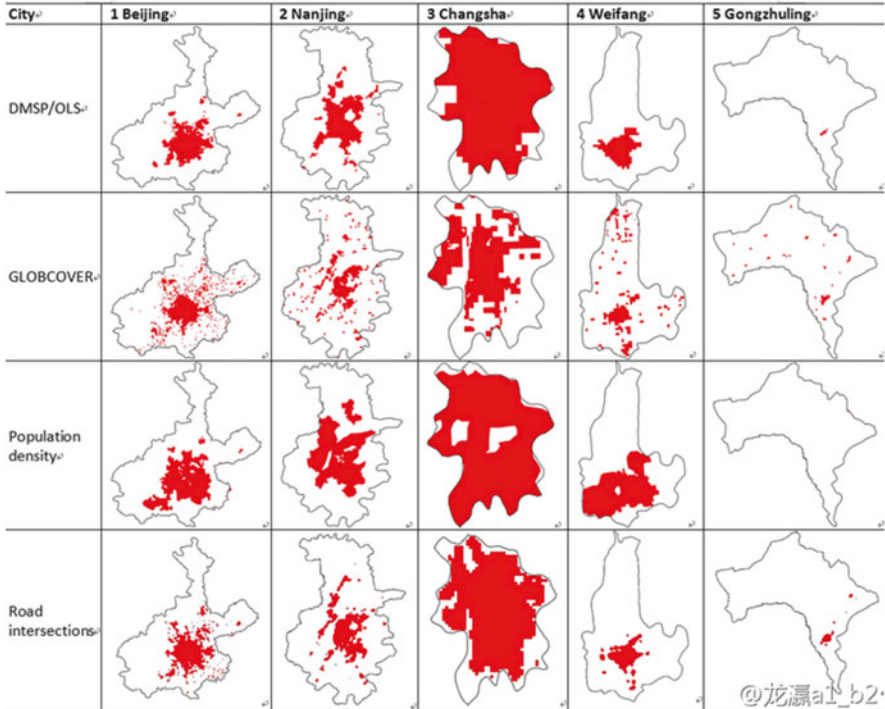 City 1 Beijing 2 Nanjing 3 Changsha 4 Weifang 5 Gongzhuling
DMSP/OLS
GLOBCOVER
Population
density
Road
intersections
@龙瀛a1_b2